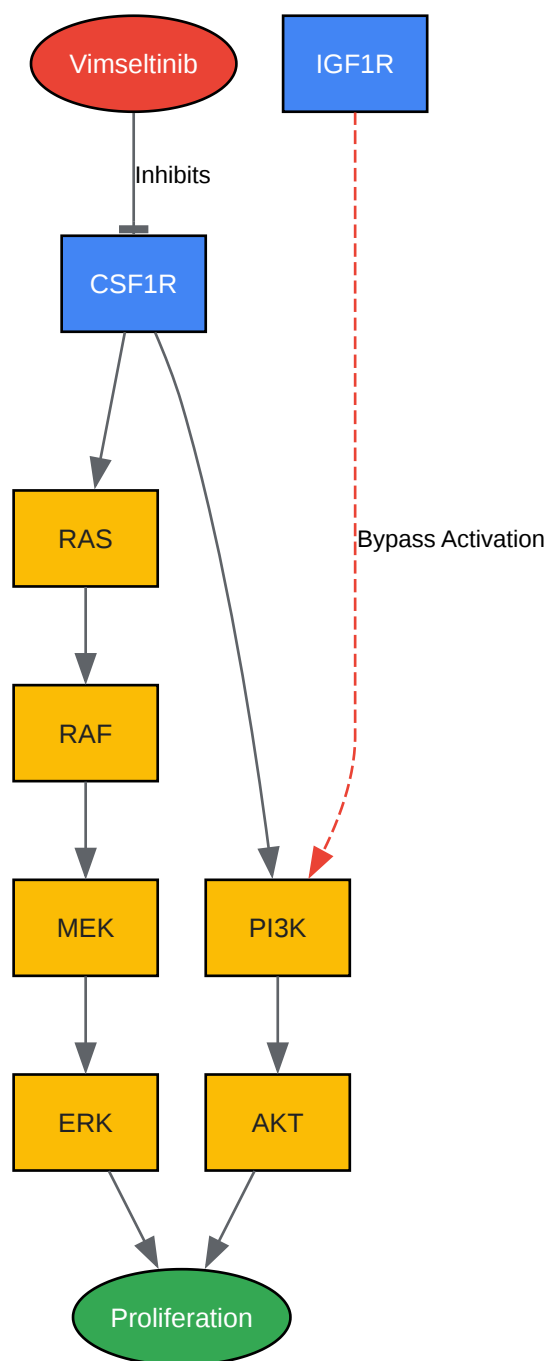 Vimseltinib
IGF1R
Inhibits
CSF1R
RAS
Bypass Activation
RAF
MEK
PI3K
ERK
AKT
Proliferation